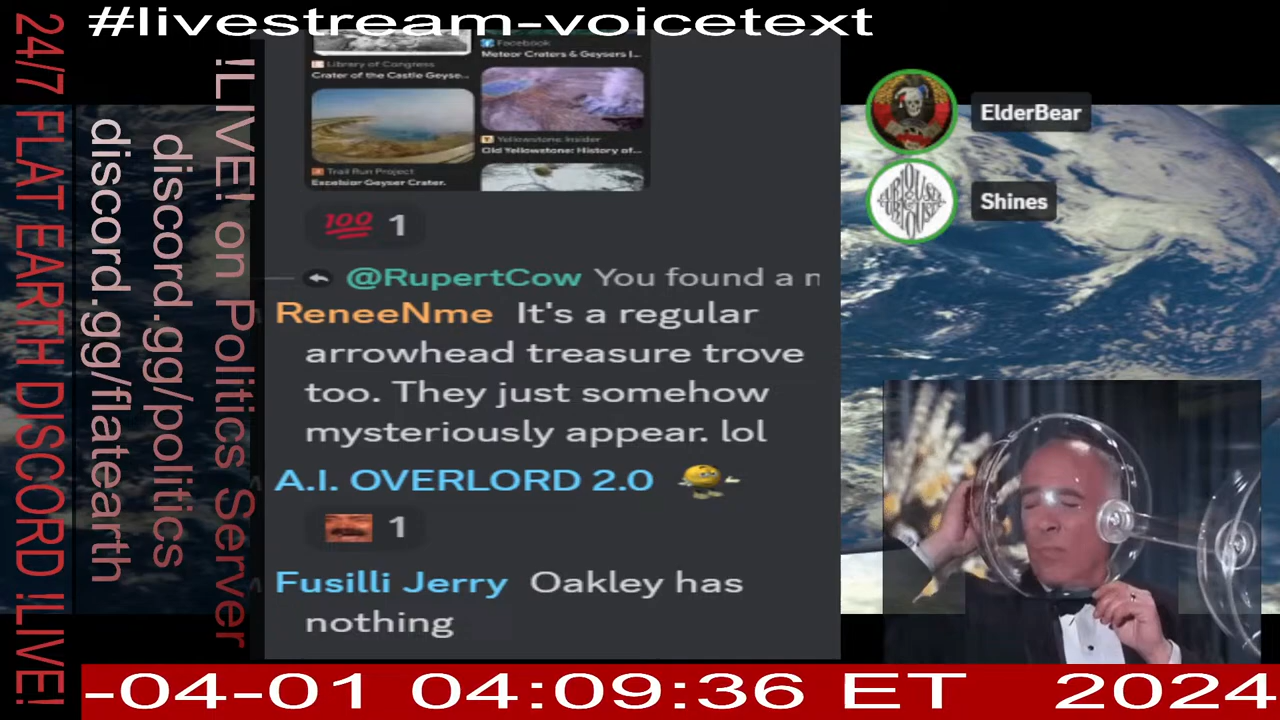 #livestream-voicetext
24/7 FLAT EARTH DISCORD !LIVE!
discord.gg/flatearth
discord.gg/politics
!LIVE! on Politics Server
Facebook
Meteor Craters & Geysers |...
Library of Congress
Crater of the Castle Geyse...
Yellowstone Insider
Old Yellowstone: History of...
Trail Run Project
Excelsior Geyser Crater.
100 1
@RupertCow You found a
ReneeNme It's a regular
arrowhead treasure trove
too. They just somehow
mysteriously appear. lol
A.I. OVERLORD 2.0
1
Fusilli Jerry Oakley has
nothing
ElderBear
Shines
-04-01 04:09:36 ET 2024